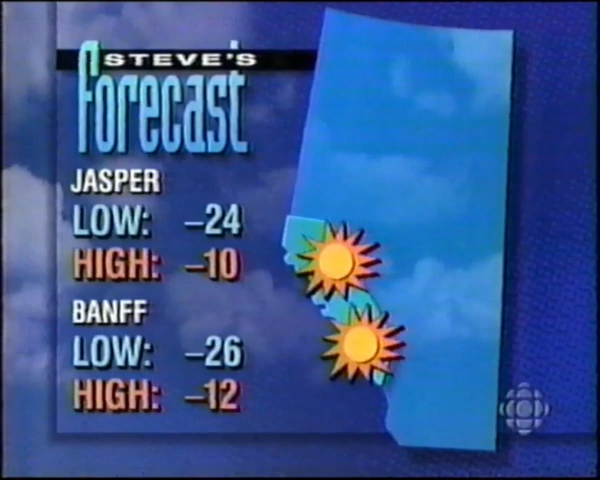 STEVE'S
forecast
JASPER
LOW: -24
HIGH: -10
BANFF
LOW: -26
HIGH: -12